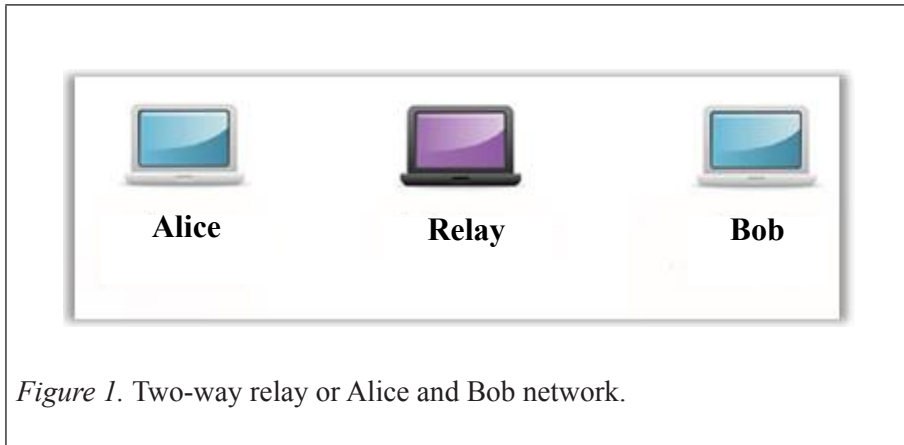 Alice Relay Bob
Figure 1. Two-way relay or Alice and Bob network.